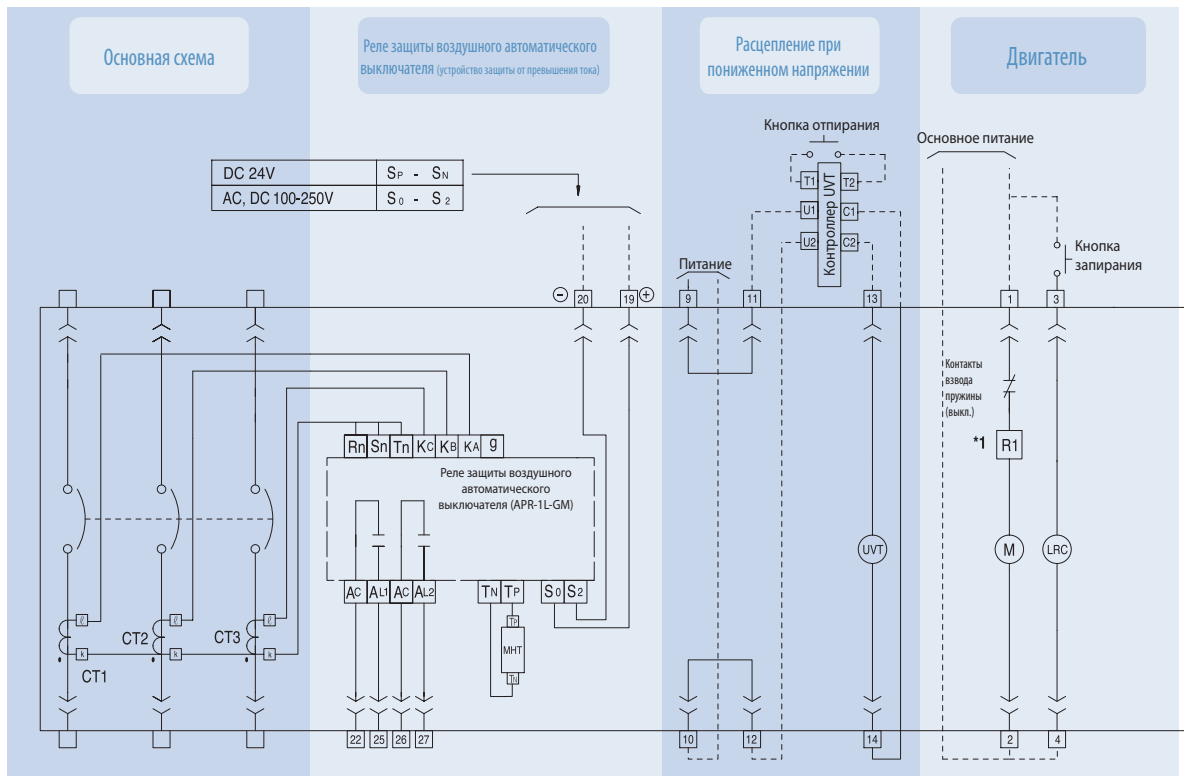 Основная схема
Реле защиты воздушного автоматического
выключателя (устройство защиты от превышения тока)
Расцепление при
пониженном напряжении
Двигатель
Кнопка отпирания
Основное питание
DC 24V
SP - SN
AC, DC 100-250V
S0 - S2
T1
T2
U1
C1
U2
C2
Контроллер UVT
Кнопка
запирания
Питание
⊖ 20
19 ⊕
9
11
13
1
3
Контакты
взвода
пружины
(выкл.)
*1
R1
Rn Sn Tn KC KB KA g
Реле защиты воздушного
автоматического
выключателя (APR-1L-GM)
UVT
M
LRC
AC AL1 AC AL2
TN TP
S0 S2
TP
MHT
TN
ℓ
ℓ
ℓ
CT2
CT3
k
k
k
CT1
22
25
26
27
10
12
14
2
4